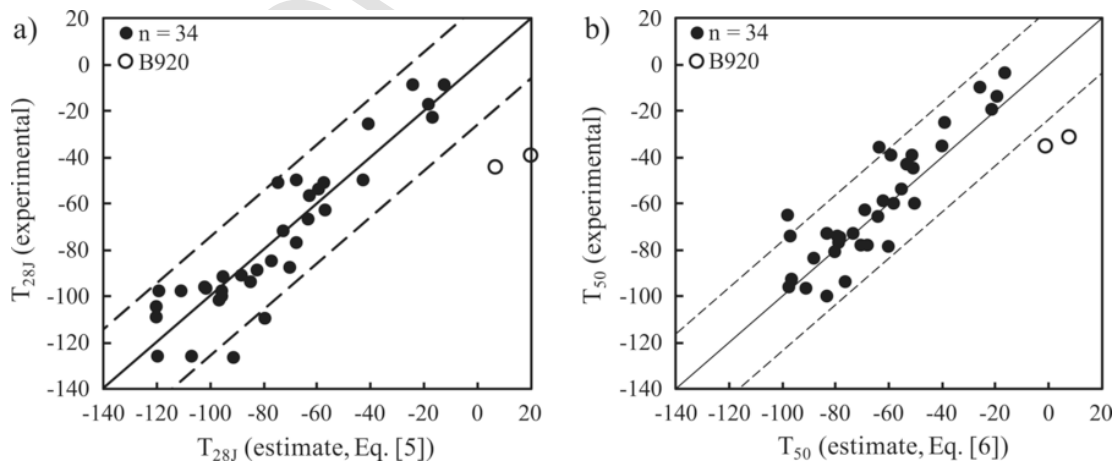 a)
n = 34
B920
20
0
-20
-40
-60
-80
-100
-120
-140
-140 -120 -100 -80 -60 -40 -20 0 20
T28J (experimental)
T28J (estimate, Eq. [5])
b)
n = 34
B920
20
0
-20
-40
-60
-80
-100
-120
-140
-140 -120 -100 -80 -60 -40 -20 0 20
T50 (experimental)
T50 (estimate, Eq. [6])